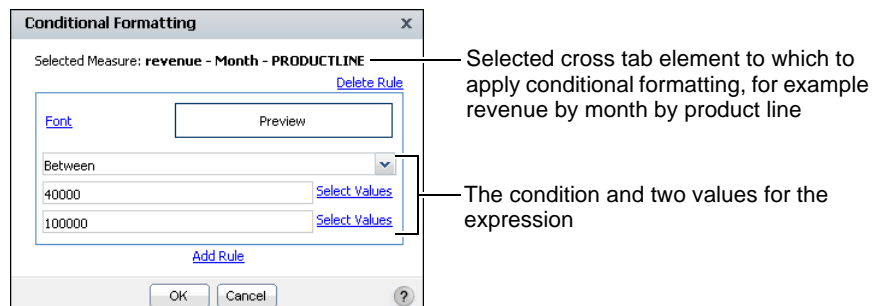 Conditional Formatting x
Selected Measure: revenue - Month - PRODUCTLINE
Delete Rule
Font Preview
Between
40000 Select Values
100000 Select Values
Add Rule
OK Cancel ?
Selected cross tab element to which to
apply conditional formatting, for example
revenue by month by product line
The condition and two values for the
expression